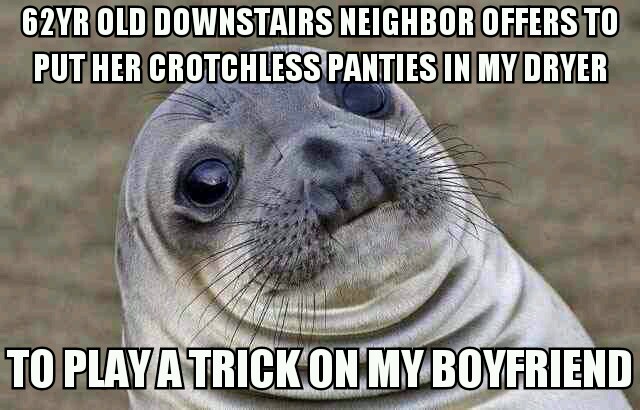 62YR OLD DOWNSTAIRS NEIGHBOR OFFERS TO
PUT HER CROTCHLESS PANTIES IN MY DRYER
TO PLAY A TRICK ON MY BOYFRIEND